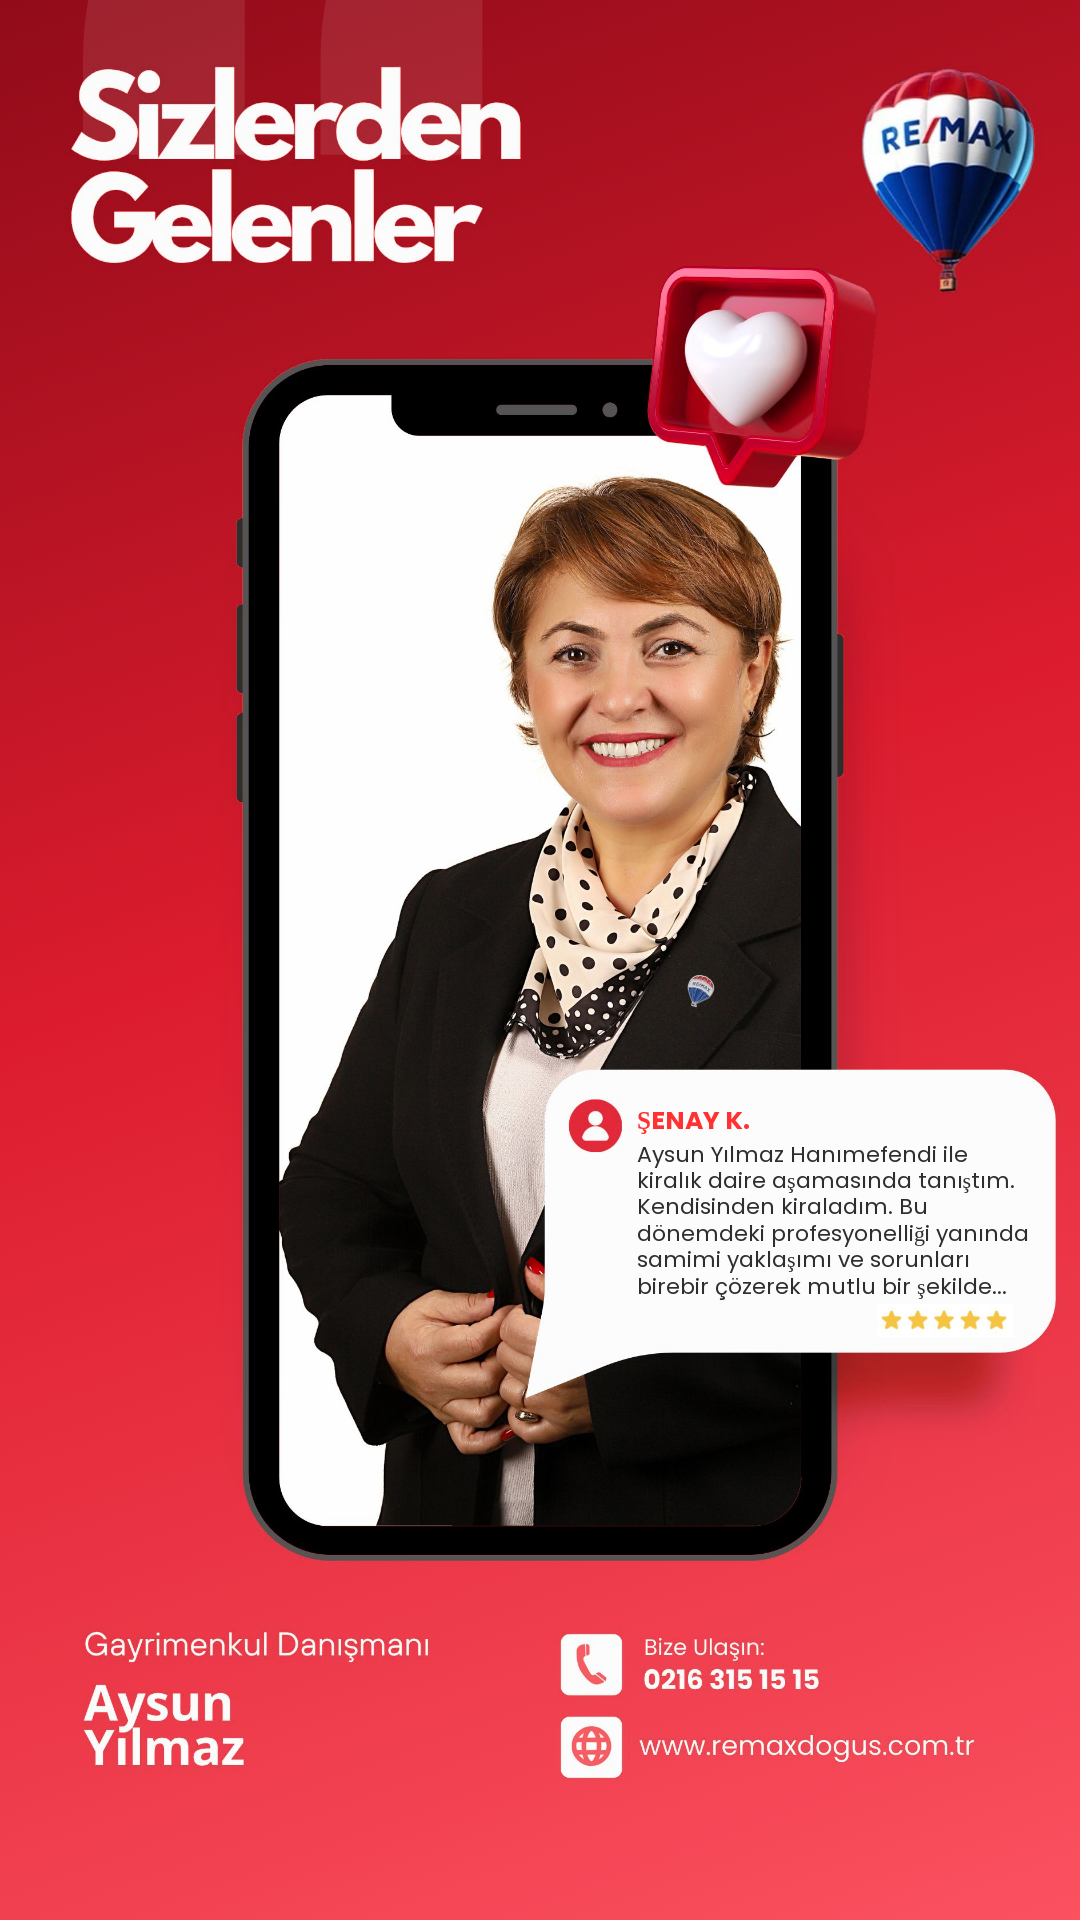 Sizlerden
Gelenler
RE/MAX
RE/MAX
ŞENAY K.
Aysun Yılmaz Hanımefendi ile
kiralık daire aşamasında tanıştım.
Kendisinden kiraladım. Bu
dönemdeki profesyonelliği yanında
samimi yaklaşımı ve sorunları
birebir çözerek mutlu bir şekilde...
Gayrimenkul Danışmanı
Aysun
Yılmaz
Bize Ulaşın:
0216 315 15 15
www.remaxdogus.com.tr